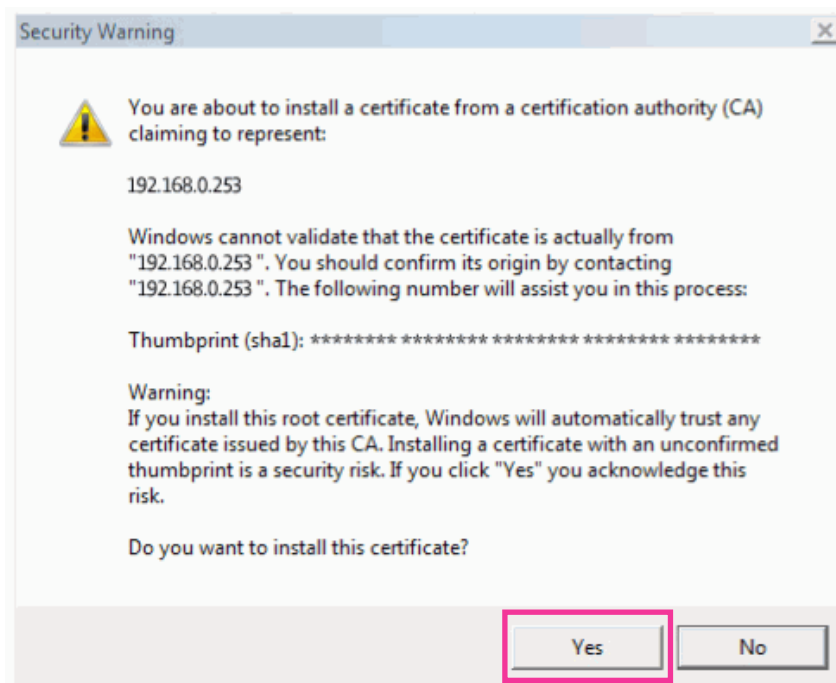 Security Warning
You are about to install a certificate from a certification authority (CA)
claiming to represent:
192.168.0.253
Windows cannot validate that the certificate is actually from
"192.168.0.253 ". You should confirm its origin by contacting
"192.168.0.253 ". The following number will assist you in this process:
Thumbprint (sha1): ******** ******** ******** ******** ********
Warning:
If you install this root certificate, Windows will automatically trust any
certificate issued by this CA. Installing a certificate with an unconfirmed
thumbprint is a security risk. If you click "Yes" you acknowledge this
risk.
Do you want to install this certificate?
Yes
No